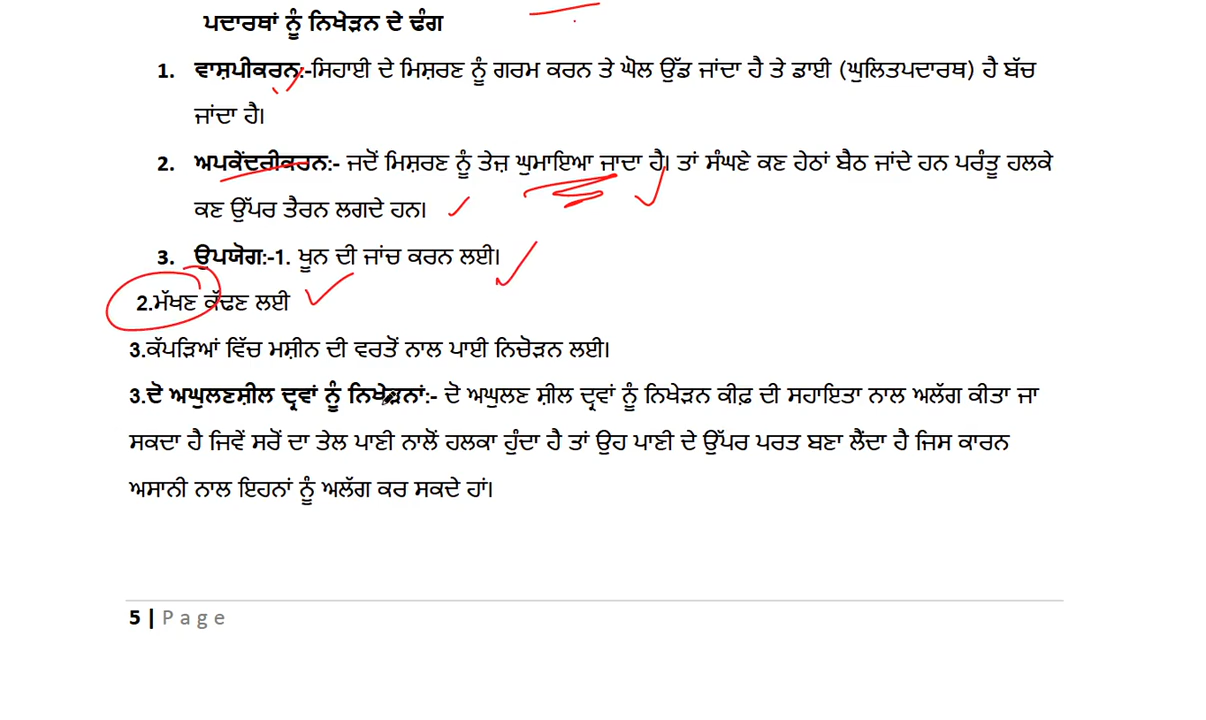 ਪਦਾਰਥਾਂ ਨੂੰ ਨਿਖੇੜਨ ਦੇ ਢੰਗ
1. ਵਾਸ਼ਪੀਕਰਨ:-ਸਿਹਾਈ ਦੇ ਮਿਸ਼ਰਣ ਨੂੰ ਗਰਮ ਕਰਨ ਤੇ ਘੋਲ ਉੱਡ ਜਾਂਦਾ ਹੈ ਤੇ ਡਾਈ (ਘੁਲਿਤਪਦਾਰਥ) ਹੈ ਬੱਚ
ਜਾਂਦਾ ਹੈ।
2. ਅਪਕੇਂਦਰੀਕਰਨ:- ਜਦੋਂ ਮਿਸ਼ਰਣ ਨੂੰ ਤੇਜ਼ ਘੁਮਾਇਆ ਜਾਦਾ ਹੈ। ਤਾਂ ਸੰਘਣੇ ਕਣ ਹੇਠਾਂ ਬੈਠ ਜਾਂਦੇ ਹਨ ਪਰੰਤੂ ਹਲਕੇ
ਕਣ ਉੱਪਰ ਤੈਰਨ ਲਗਦੇ ਹਨ।
3. ਉਪਯੋਗ:-1. ਖੂਨ ਦੀ ਜਾਂਚ ਕਰਨ ਲਈ।
2.ਮੱਖਣ ਕੱਢਣ ਲਈ
3.ਕੱਪੜਿਆਂ ਵਿੱਚ ਮਸ਼ੀਨ ਦੀ ਵਰਤੋਂ ਨਾਲ ਪਾਈ ਨਿਚੋੜਨ ਲਈ।
3.ਦੋ ਅਘੁਲਣਸ਼ੀਲ ਦ੍ਰਵਾਂ ਨੂੰ ਨਿਖੇੜਨਾਂ:- ਦੋ ਅਘੁਲਣ ਸ਼ੀਲ ਦ੍ਰਵਾਂ ਨੂੰ ਨਿਖੇੜਨ ਕੀਫ਼ ਦੀ ਸਹਾਇਤਾ ਨਾਲ ਅਲੱਗ ਕੀਤਾ ਜਾ
ਸਕਦਾ ਹੈ ਜਿਵੇਂ ਸਰੋਂ ਦਾ ਤੇਲ ਪਾਣੀ ਨਾਲੋਂ ਹਲਕਾ ਹੁੰਦਾ ਹੈ ਤਾਂ ਉਹ ਪਾਣੀ ਦੇ ਉੱਪਰ ਪਰਤ ਬਣਾ ਲੈਂਦਾ ਹੈ ਜਿਸ ਕਾਰਨ
ਅਸਾਨੀ ਨਾਲ ਇਹਨਾਂ ਨੂੰ ਅਲੱਗ ਕਰ ਸਕਦੇ ਹਾਂ।
5 | Page